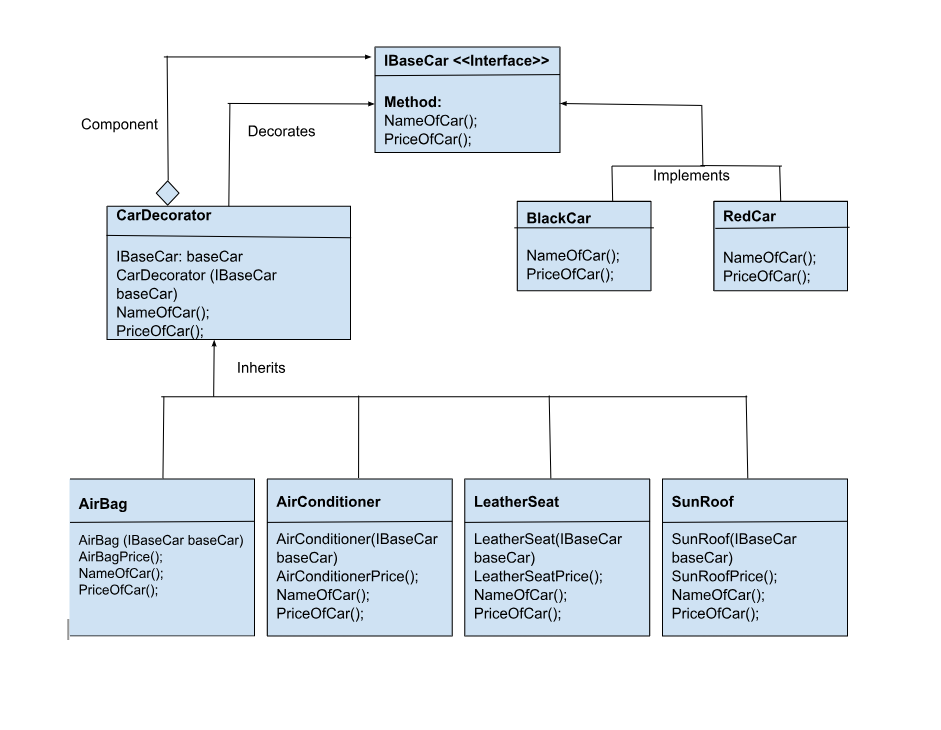 IBaseCar <<Interface>>
Method:
NameOfCar();
PriceOfCar();
Component
Decorates
Implements
CarDecorator
IBaseCar: baseCar
CarDecorator (IBaseCar
baseCar)
NameOfCar();
PriceOfCar();
BlackCar
NameOfCar();
PriceOfCar();
RedCar
NameOfCar();
PriceOfCar();
Inherits
AirBag
AirBag (IBaseCar baseCar)
AirBagPrice();
NameOfCar();
PriceOfCar;
AirConditioner
AirConditioner(IBaseCar
baseCar)
AirConditionerPrice();
NameOfCar();
PriceOfCar();
LeatherSeat
LeatherSeat(IBaseCar
baseCar)
LeatherSeatPrice();
NameOfCar();
PriceOfCar();
SunRoof
SunRoof(IBaseCar
baseCar)
SunRoofPrice();
NameOfCar();
PriceOfCar();